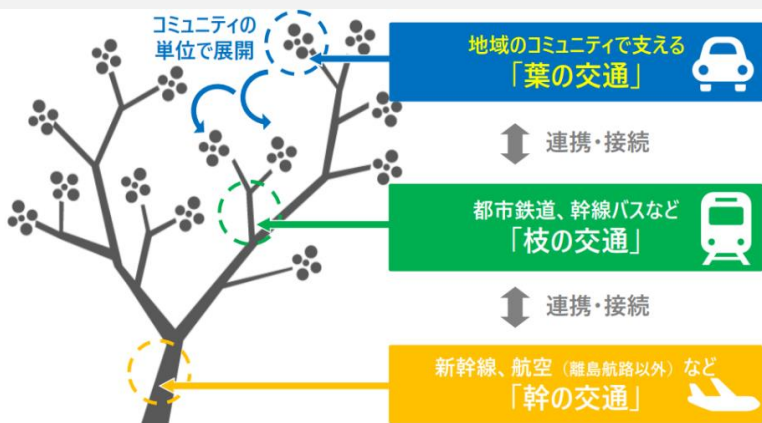 コミュニティの
単位で展開
地域のコミュニティで支える
「葉の交通」
連携・接続
都市鉄道、幹線バスなど
「枝の交通」
連携・接続
新幹線、航空（離島航路以外）など
「幹の交通」